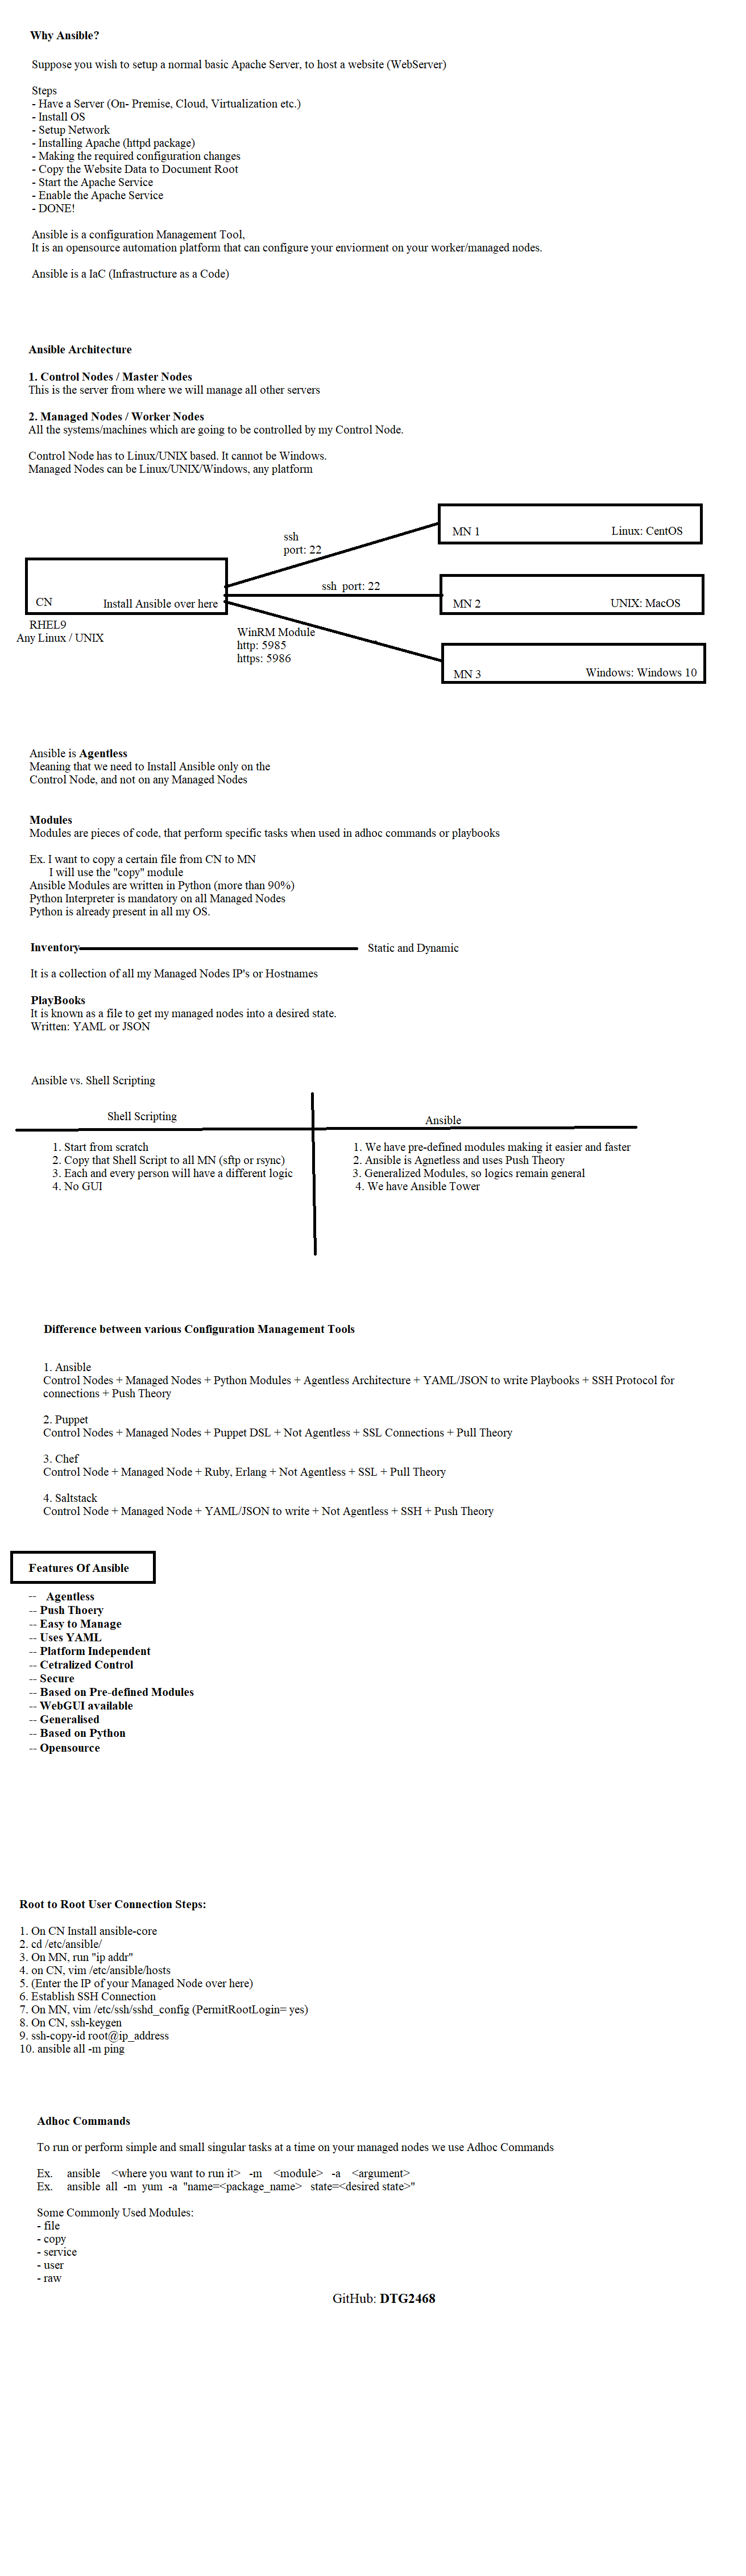 Why Ansible?
Suppose you wish to setup a normal basic Apache Server, to host a website (WebServer)
Steps
- Have a Server (On- Premise, Cloud, Virtualization etc.)
- Install OS
- Setup Network
- Installing Apache (httpd package)
- Making the required configuration changes
- Copy the Website Data to Document Root
- Start the Apache Service
- Enable the Apache Service
- DONE!
Ansible is a configuration Management Tool,
It is an opensource automation platform that can configure your enviorment on your worker/managed nodes.
Ansible is a IaC (Infrastructure as a Code)
Ansible Architecture
1. Control Nodes / Master Nodes
This is the server from where we will manage all other servers
2. Managed Nodes / Worker Nodes
All the systems/machines which are going to be controlled by my Control Node.
Control Node has to Linux/UNIX based. It cannot be Windows.
Managed Nodes can be Linux/UNIX/Windows, any platform
ssh
port: 22
MN 1 Linux: CentOS
ssh port: 22
CN Install Ansible over here
MN 2 UNIX: MacOS
RHEL9
Any Linux / UNIX
WinRM Module
http: 5985
https: 5986
MN 3 Windows: Windows 10
Ansible is Agentless
Meaning that we need to Install Ansible only on the
Control Node, and not on any Managed Nodes
Modules
Modules are pieces of code, that perform specific tasks when used in adhoc commands or playbooks
Ex. I want to copy a certain file from CN to MN
I will use the "copy" module
Ansible Modules are written in Python (more than 90%)
Python Interpreter is mandatory on all Managed Nodes
Python is already present in all my OS.
Inventory Static and Dynamic
It is a collection of all my Managed Nodes IP's or Hostnames
PlayBooks
It is known as a file to get my managed nodes into a desired state.
Written: YAML or JSON
Ansible vs. Shell Scripting
Shell Scripting
1. Start from scratch
2. Copy that Shell Script to all MN (sftp or rsync)
3. Each and every person will have a different logic
4. No GUI
Ansible
1. We have pre-defined modules making it easier and faster
2. Ansible is Agnetless and uses Push Theory
3. Generalized Modules, so logics remain general
4. We have Ansible Tower
Difference between various Configuration Management Tools
1. Ansible
Control Nodes + Managed Nodes + Python Modules + Agentless Architecture + YAML/JSON to write Playbooks + SSH Protocol for
connections + Push Theory
2. Puppet
Control Nodes + Managed Nodes + Puppet DSL + Not Agentless + SSL Connections + Pull Theory
3. Chef
Control Node + Managed Node + Ruby, Erlang + Not Agentless + SSL + Pull Theory
4. Saltstack
Control Node + Managed Node + YAML/JSON to write + Not Agentless + SSH + Push Theory
Features Of Ansible
-- Agentless
-- Push Thoery
-- Easy to Manage
-- Uses YAML
-- Platform Independent
-- Cetralized Control
-- Secure
-- Based on Pre-defined Modules
-- WebGUI available
-- Generalised
-- Based on Python
-- Opensource
Root to Root User Connection Steps:
1. On CN Install ansible-core
2. cd /etc/ansible/
3. On MN, run "ip addr"
4. on CN, vim /etc/ansible/hosts
5. (Enter the IP of your Managed Node over here)
6. Establish SSH Connection
7. On MN, vim /etc/ssh/sshd_config (PermitRootLogin= yes)
8. On CN, ssh-keygen
9. ssh-copy-id root@ip_address
10. ansible all -m ping
Adhoc Commands
To run or perform simple and small singular tasks at a time on your managed nodes we use Adhoc Commands
Ex. ansible <where you want to run it> -m <module> -a <argument>
Ex. ansible all -m yum -a "name=<package_name> state=<desired state>"
Some Commonly Used Modules:
- file
- copy
- service
- user
- raw
GitHub: DTG2468